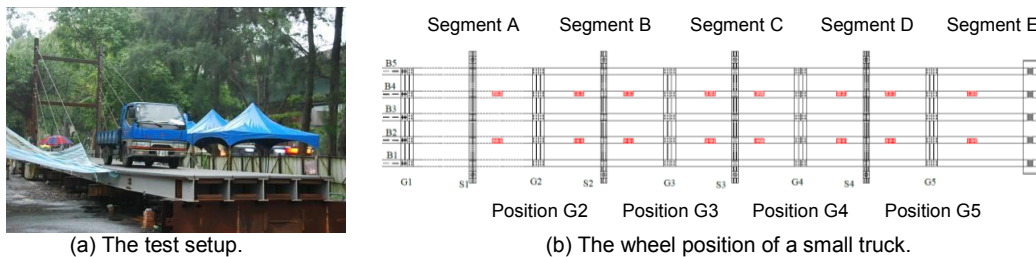 Segment A Segment B Segment C Segment D Segment E
B5
B4
B3
B2
B1
G1 S1 G2 S2 G3 S3 G4 S4 G5
Position G2 Position G3 Position G4 Position G5
(a) The test setup.
(b) The wheel position of a small truck.